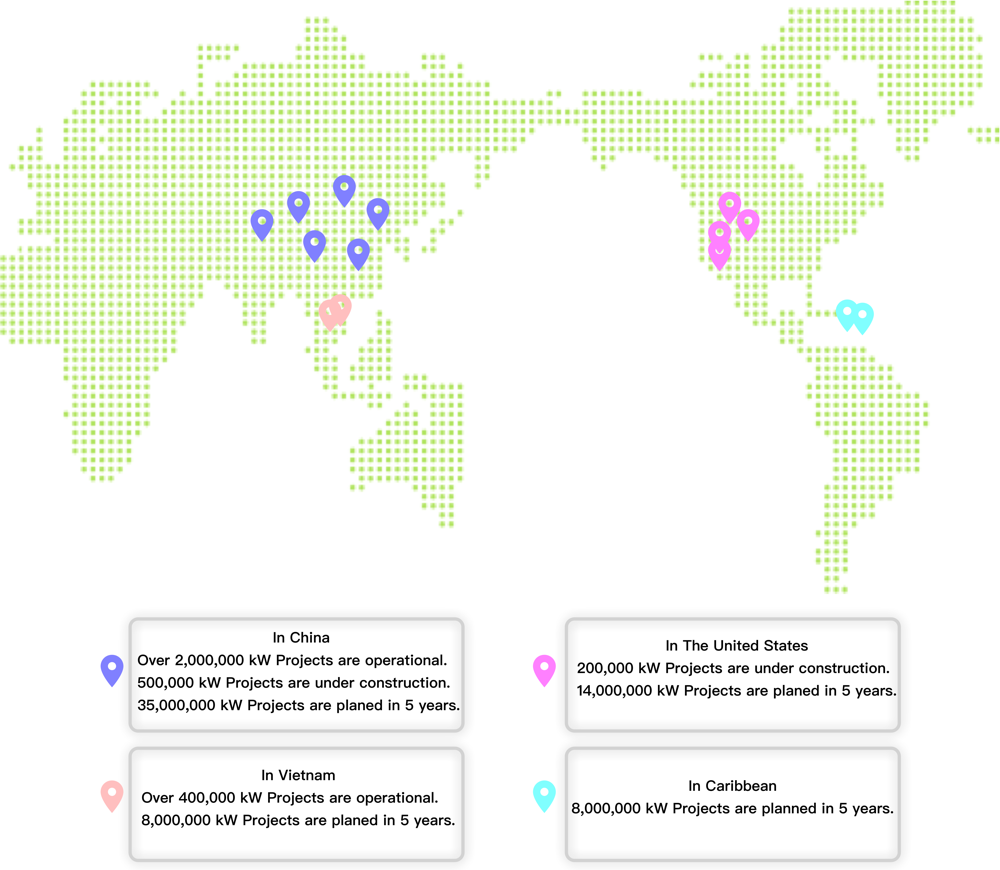 In China
Over 2,000,000 kW Projects are operational.
500,000 kW Projects are under construction.
35,000,000 kW Projects are planed in 5 years.
In The United States
200,000 kW Projects are under construction.
14,000,000 kW Projects are planed in 5 years.
In Vietnam
Over 400,000 kW Projects are operational.
8,000,000 kW Projects are planed in 5 years.
In Caribbean
8,000,000 kW Projects are planned in 5 years.